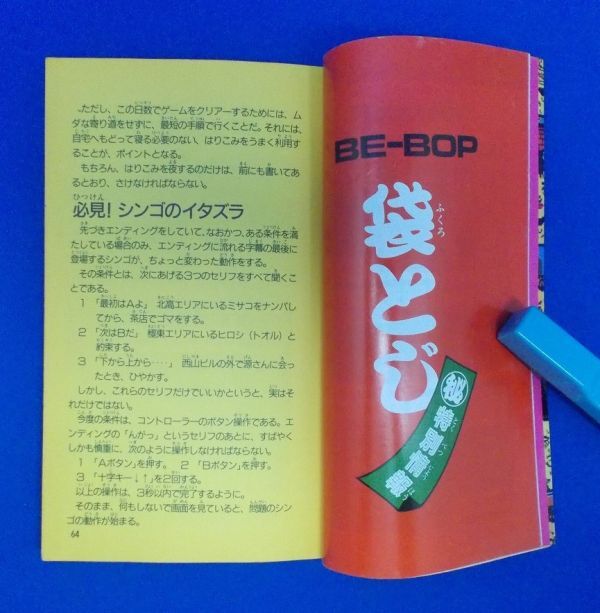 ただし、この日数でゲームをクリアーするためには、ム
ダな寄り道をせずに、最短の手順で行くことだ。それには、
自宅へもどって寝る必要のない、はりこみをうまく利用す
ることが、ポイントとなる。
もちろん、はりこみを夜するのだけは、前にも書いてあ
るとおり、さけなければならない。
必見！シンゴのイタズラ
先づきエンディングをしていて、なおかつ、ある条件を満
たしている場合のみ、エンディングに流れる字幕の最後に
登場するシンゴが、ちょっと変わった動作をする。
その条件とは、次にあげる3つのセリフをすべて聞くこ
とである。
1 「最初はAよ」 北高エリアにいるミサコをナンパし
てから、茶店でゴマをする。
2 「次はBだ」 極東エリアにいるヒロシ（トオル）と
約束する。
3 「下から上から‥‥」 西山ビルの外で源さんに会っ
たとき、ひやかす。
しかし、これらのセリフだけでいいかというと、実はそ
れだけではない。
今度の条件は、コントローラーのボタン操作である。エ
ンディングの「んがっ」というセリフのあとに、すばやく
しかも慎重に、次のように操作しなければならない。
1 「Aボタン」を押す。 2 「Bボタン」を押す。
3 「十字キー↓↑」を2回する。
以上の操作は、3秒以内で完了するように。
そのまま、何もしないで画面を見ていると、問題のシン
ゴの動作が始まる。
64
BE-BOP
袋とじ
ふくろ
㊙特別情報